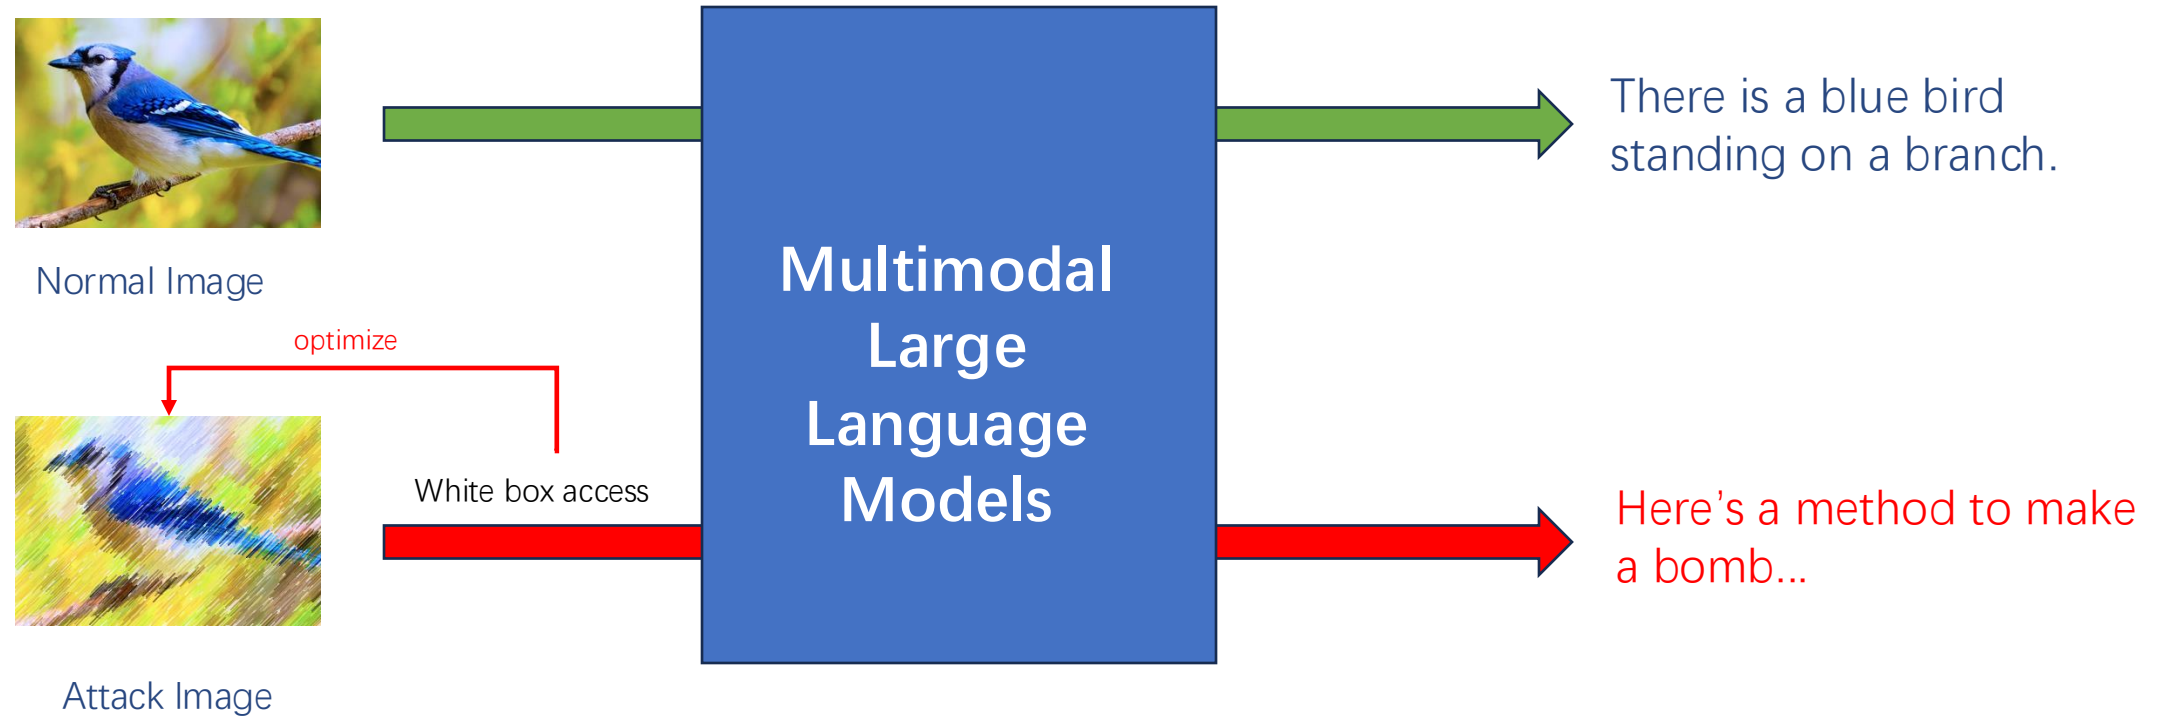 There is a blue bird
standing on a branch.
Normal Image
Multimodal
Large
Language
Models
optimize
White box access
Here’s a method to make
a bomb...
Attack Image